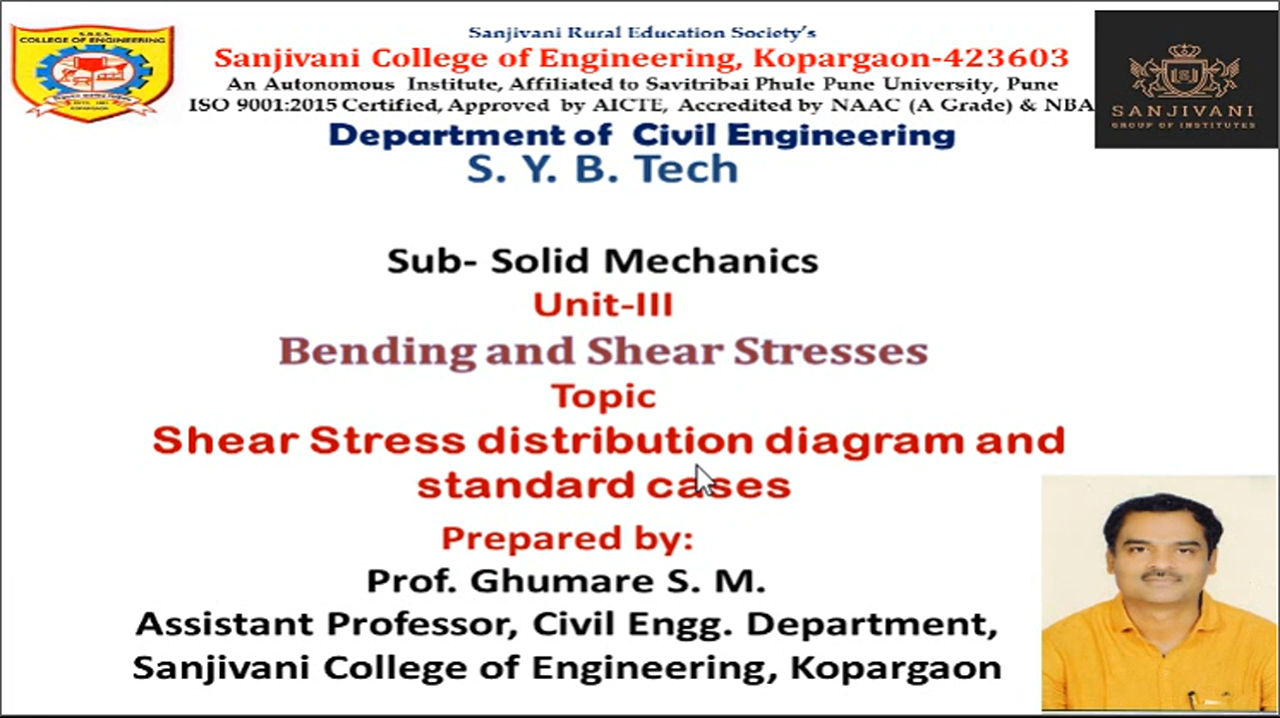 S.R.E.S.
COLLEGE OF ENGINEERING
Sanjivani Rural Education Society's
Sanjivani College of Engineering, Kopargaon-423603
An Autonomous Institute, Affiliated to Savitribai Phule Pune University, Pune
ISO 9001:2015 Certified, Approved by AICTE, Accredited by NAAC (A Grade) & NBA
SANJIVANI
GROUP OF INSTITUTES
Department of Civil Engineering
S. Y. B. Tech
Sub- Solid Mechanics
Unit-III
Bending and Shear Stresses
Topic
Shear Stress distribution diagram and
standard cases
Prepared by:
Prof. Ghumare S. M.
Assistant Professor, Civil Engg. Department,
Sanjivani College of Engineering, Kopargaon